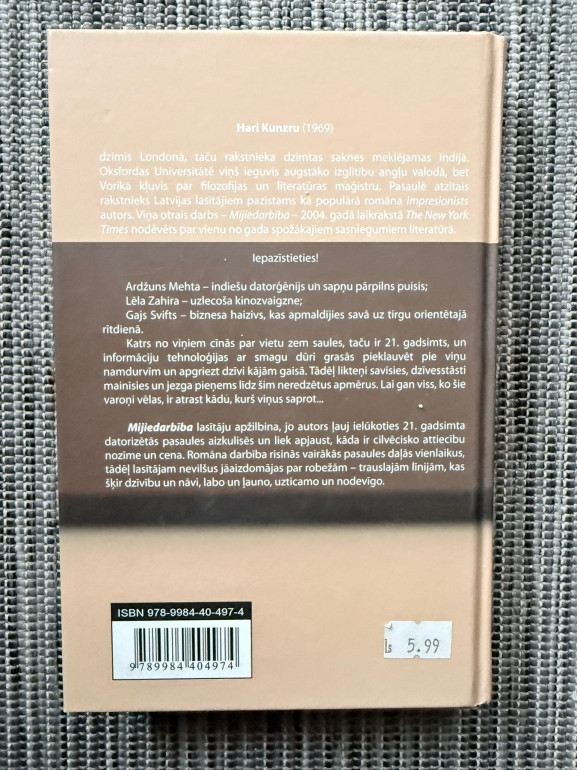 Hari Kunzru (1969)
dzimis Londonā, taču rakstnieka dzimtas saknes meklējamas Indijā.
Oksfordas Universitātē viņš ieguvis augstāko izglītību angļu valodā, bet
Vorikā kļuvis par filozofijas un literatūras maģistru. Pasaulē atzītais
rakstnieks Latvijas lasītājiem pazīstams kā populārā romāna Impresionists
autors. Viņa otrais darbs – Mijiedarbība – 2004. gadā laikrakstā The New York
Times nodēvēts par vienu no gada spožākajiem sasniegumiem literatūrā.
Iepazīstieties!
Ardžuns Mehta – indiešu datorģēnijs un sapņu pārpilns puisis;
Lēla Zahira – uzlecoša kinozvaigzne;
Gajs Svifts – biznesa haizivs, kas apmaldījies savā uz tirgu orientētajā
rītdienā.
Katrs no viņiem cīnās par vietu zem saules, taču ir 21. gadsimts, un
informāciju tehnoloģijas ar smagu dūri grasās pieklauvēt pie viņu
namdurvīm un apgriezt dzīvi kājām gaisā. Tādēļ likteņi savīsies, dzīvesstāsti
mainīsies un jezga pieņems līdz šim neredzētus apmērus. Lai gan viss, ko šie
varoņi vēlas, ir atrast kādu, kurš viņus saprot...
Mijiedarbība lasītāju apžilbina, jo autors ļauj ielūkoties 21. gadsimta
datorizētās pasaules aizkulisēs un liek apjaust, kāda ir cilvēcisko attiecību
nozīme un cena. Romāna darbība risinās vairākās pasaules daļās vienlaikus,
tādēļ lasītājam nevilšus jāaizdomājas par robežām – trauslajām līnijām, kas
šķir dzīvību un nāvi, labo un ļauno, uzticamo un nodevīgo.
ISBN 978-9984-40-497-4
9 789984 404974
ls 5.99